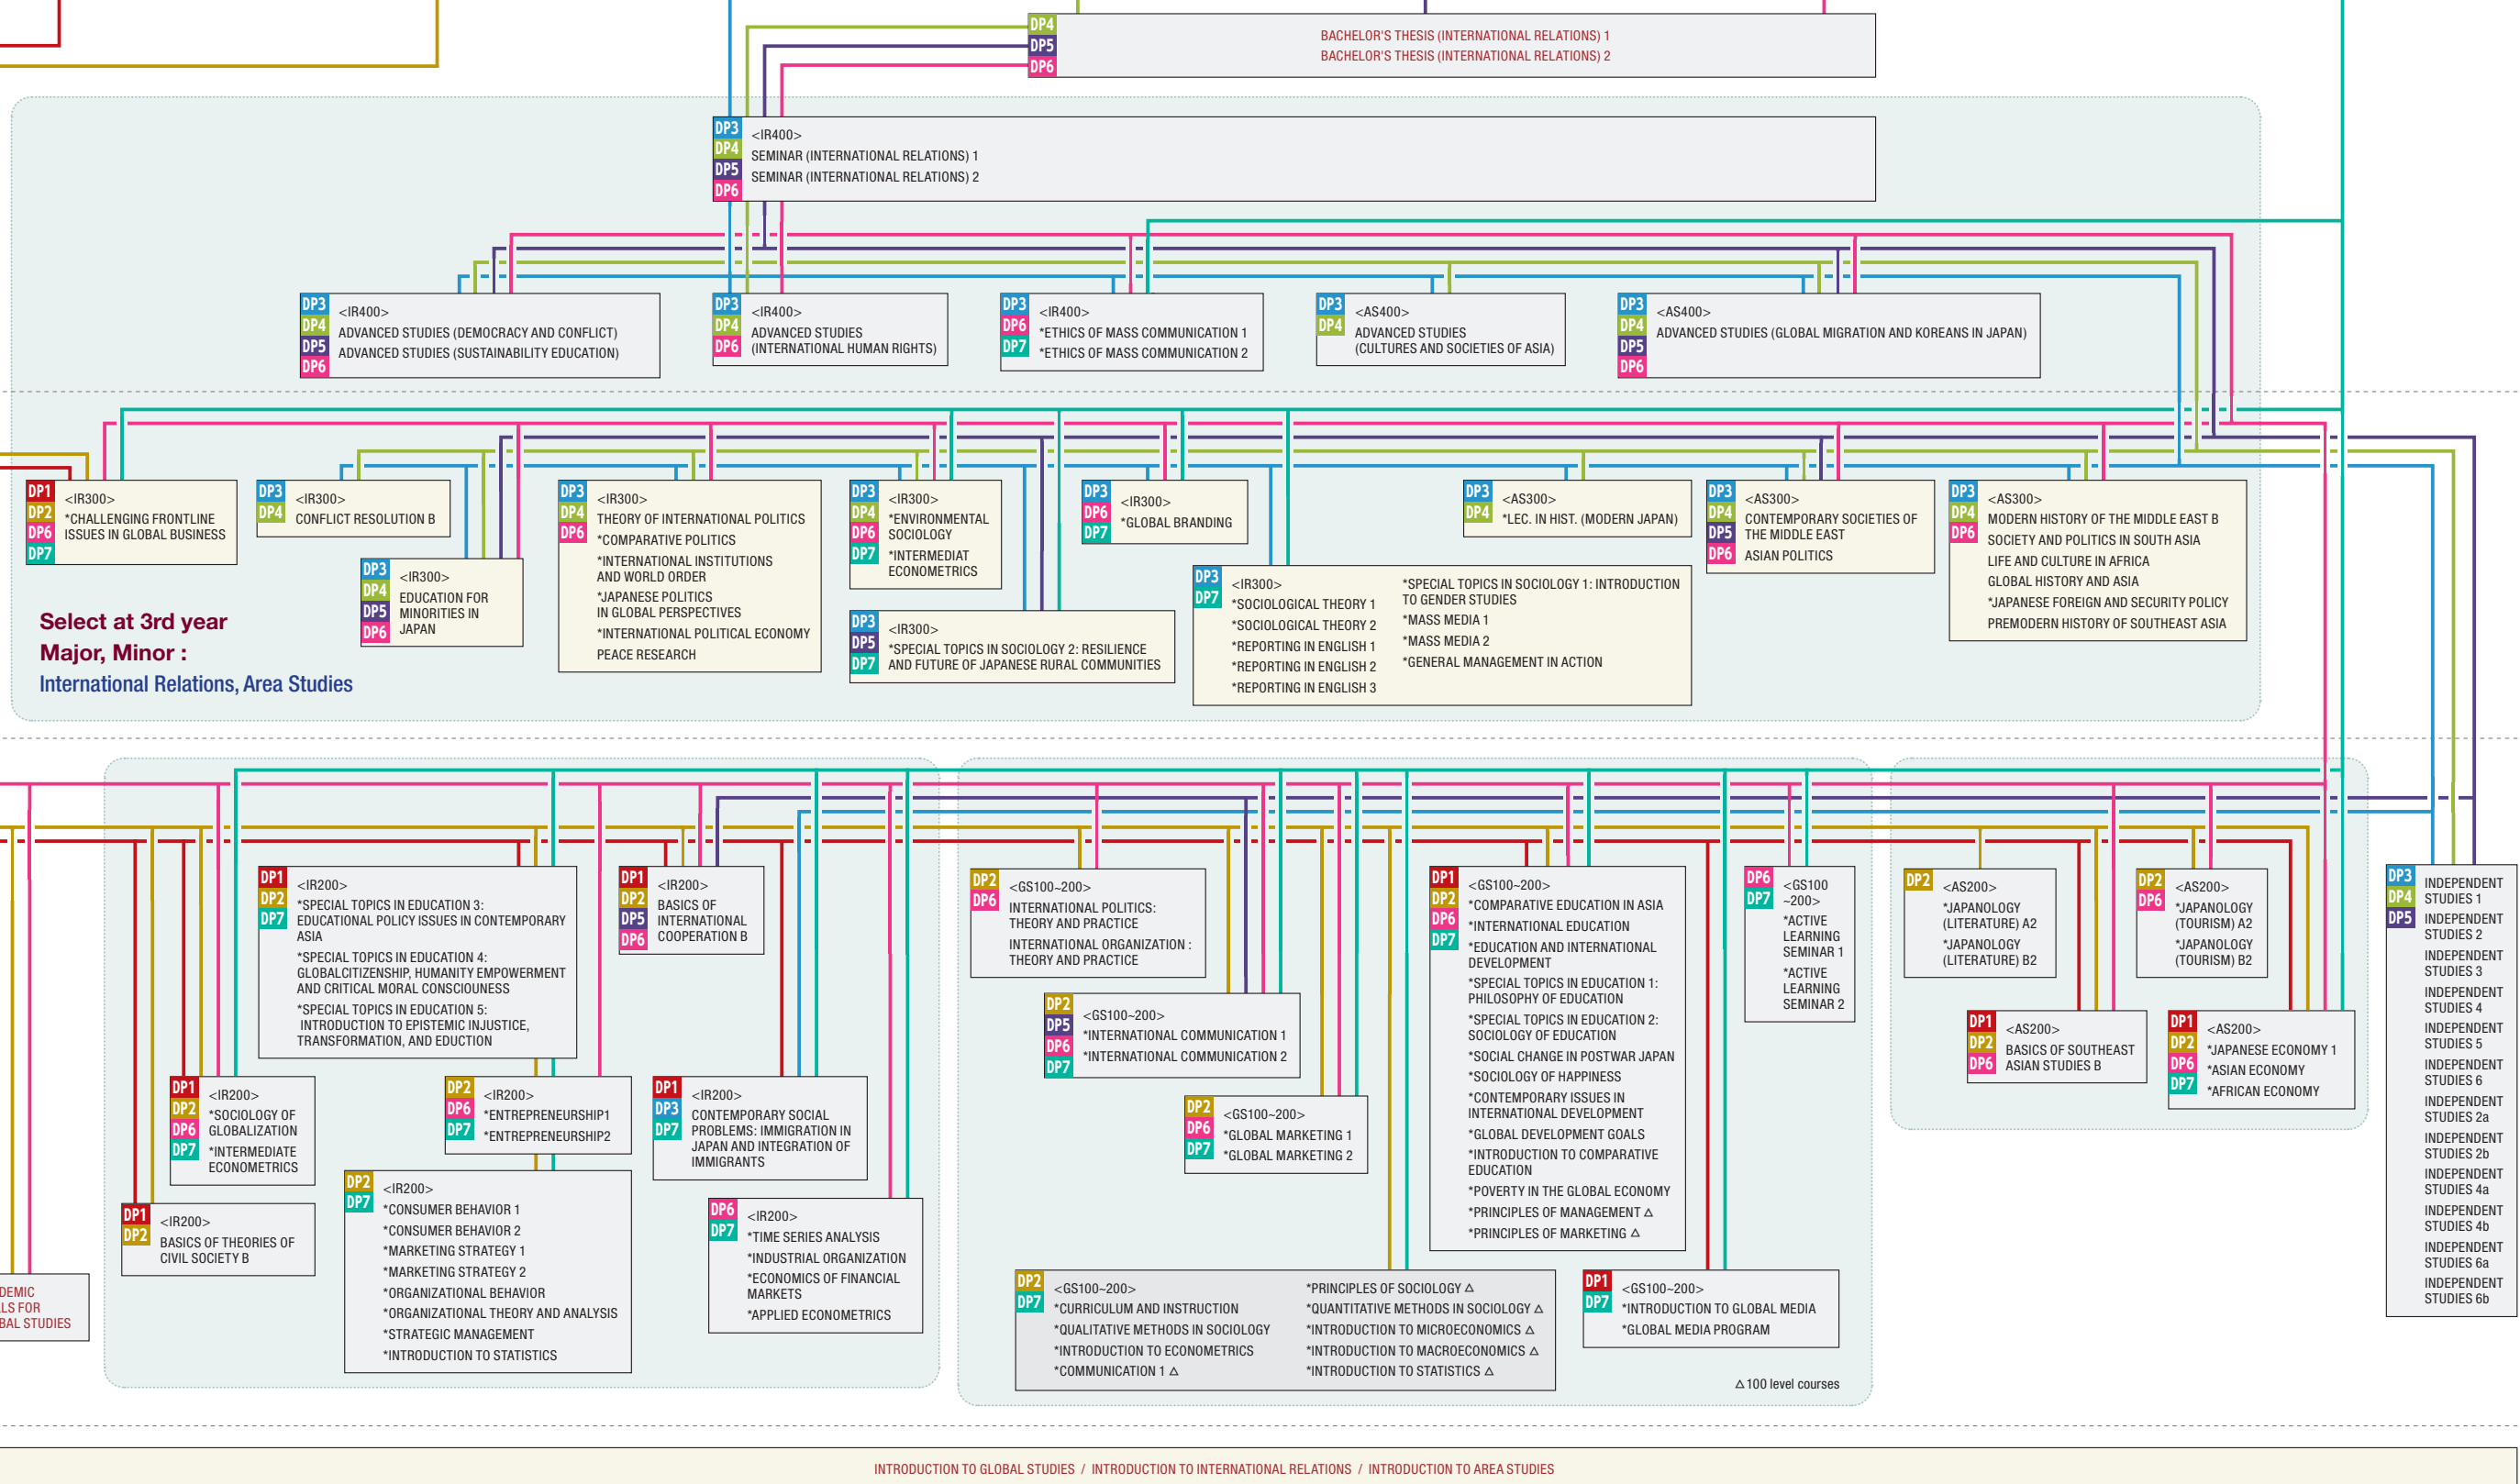 DP4
DP5
DP6
BACHELOR'S THESIS (INTERNATIONAL RELATIONS) 1
BACHELOR'S THESIS (INTERNATIONAL RELATIONS) 2
DP3
DP4
DP5
DP6
<IR400>
SEMINAR (INTERNATIONAL RELATIONS) 1
SEMINAR (INTERNATIONAL RELATIONS) 2
DP3
DP4
DP5
DP6
<IR400>
ADVANCED STUDIES (DEMOCRACY AND CONFLICT)
ADVANCED STUDIES (SUSTAINABILITY EDUCATION)
DP3
DP4
DP6
<IR400>
ADVANCED STUDIES
(INTERNATIONAL HUMAN RIGHTS)
DP3
DP6
DP7
<IR400>
*ETHICS OF MASS COMMUNICATION 1
*ETHICS OF MASS COMMUNICATION 2
DP3
DP4
<AS400>
ADVANCED STUDIES
(CULTURES AND SOCIETIES OF ASIA)
DP3
DP4
DP5
DP6
<AS400>
ADVANCED STUDIES (GLOBAL MIGRATION AND KOREANS IN JAPAN)
DP1
DP2
DP6
DP7
<IR300>
*CHALLENGING FRONTLINE
ISSUES IN GLOBAL BUSINESS
DP3
DP4
<IR300>
CONFLICT RESOLUTION B
DP3
DP4
DP5
DP6
<IR300>
EDUCATION FOR
MINORITIES IN
JAPAN
DP3
DP4
DP6
<IR300>
THEORY OF INTERNATIONAL POLITICS
*COMPARATIVE POLITICS
*INTERNATIONAL INSTITUTIONS
AND WORLD ORDER
*JAPANESE POLITICS
IN GLOBAL PERSPECTIVES
*INTERNATIONAL POLITICAL ECONOMY
PEACE RESEARCH
DP3
DP4
DP6
DP7
<IR300>
*ENVIRONMENTAL
SOCIOLOGY
*INTERMEDIAT
ECONOMETRICS
DP3
DP5
DP7
<IR300>
*SPECIAL TOPICS IN SOCIOLOGY 2: RESILIENCE
AND FUTURE OF JAPANESE RURAL COMMUNITIES
DP3
DP6
DP7
<IR300>
*GLOBAL BRANDING
DP3
DP7
<IR300>
*SOCIOLOGICAL THEORY 1
*SOCIOLOGICAL THEORY 2
*REPORTING IN ENGLISH 1
*REPORTING IN ENGLISH 2
*REPORTING IN ENGLISH 3
*SPECIAL TOPICS IN SOCIOLOGY 1: INTRODUCTION
TO GENDER STUDIES
*MASS MEDIA 1
*MASS MEDIA 2
*GENERAL MANAGEMENT IN ACTION
DP3
DP4
<AS300>
*LEC. IN HIST. (MODERN JAPAN)
DP3
DP4
DP5
DP6
<AS300>
CONTEMPORARY SOCIETIES OF
THE MIDDLE EAST
ASIAN POLITICS
DP3
DP4
DP6
<AS300>
MODERN HISTORY OF THE MIDDLE EAST B
SOCIETY AND POLITICS IN SOUTH ASIA
LIFE AND CULTURE IN AFRICA
GLOBAL HISTORY AND ASIA
*JAPANESE FOREIGN AND SECURITY POLICY
PREMODERN HISTORY OF SOUTHEAST ASIA
Select at 3rd year
Major, Minor :
International Relations, Area Studies
DP1
DP2
DP7
<IR200>
*SPECIAL TOPICS IN EDUCATION 3:
EDUCATIONAL POLICY ISSUES IN CONTEMPORARY
ASIA
*SPECIAL TOPICS IN EDUCATION 4:
GLOBALCITIZENSHIP, HUMANITY EMPOWERMENT
AND CRITICAL MORAL CONSCIOUNESS
*SPECIAL TOPICS IN EDUCATION 5:
INTRODUCTION TO EPISTEMIC INJUSTICE,
TRANSFORMATION, AND EDUCTION
DP1
DP2
DP5
DP6
<IR200>
BASICS OF
INTERNATIONAL
COOPERATION B
DP1
DP2
DP6
DP7
<IR200>
*SOCIOLOGY OF
GLOBALIZATION
*INTERMEDIATE
ECONOMETRICS
DP2
DP6
DP7
<IR200>
*ENTREPRENEURSHIP1
*ENTREPRENEURSHIP2
DP1
DP3
DP7
<IR200>
CONTEMPORARY SOCIAL
PROBLEMS: IMMIGRATION IN
JAPAN AND INTEGRATION OF
IMMIGRANTS
DP1
DP2
<IR200>
BASICS OF THEORIES OF
CIVIL SOCIETY B
DP2
DP7
<IR200>
*CONSUMER BEHAVIOR 1
*CONSUMER BEHAVIOR 2
*MARKETING STRATEGY 1
*MARKETING STRATEGY 2
*ORGANIZATIONAL BEHAVIOR
*ORGANIZATIONAL THEORY AND ANALYSIS
*STRATEGIC MANAGEMENT
*INTRODUCTION TO STATISTICS
DP6
DP7
<IR200>
*TIME SERIES ANALYSIS
*INDUSTRIAL ORGANIZATION
*ECONOMICS OF FINANCIAL
MARKETS
*APPLIED ECONOMETRICS
DEMIC
LS FOR
BAL STUDIES
DP2
DP6
<GS100~200>
INTERNATIONAL POLITICS:
THEORY AND PRACTICE
INTERNATIONAL ORGANIZATION :
THEORY AND PRACTICE
DP2
DP5
DP6
DP7
<GS100~200>
*INTERNATIONAL COMMUNICATION 1
*INTERNATIONAL COMMUNICATION 2
DP2
DP6
DP7
<GS100~200>
*GLOBAL MARKETING 1
*GLOBAL MARKETING 2
DP1
DP2
DP6
DP7
<GS100~200>
*COMPARATIVE EDUCATION IN ASIA
*INTERNATIONAL EDUCATION
*EDUCATION AND INTERNATIONAL
DEVELOPMENT
*SPECIAL TOPICS IN EDUCATION 1:
PHILOSOPHY OF EDUCATION
*SPECIAL TOPICS IN EDUCATION 2:
SOCIOLOGY OF EDUCATION
*SOCIAL CHANGE IN POSTWAR JAPAN
*SOCIOLOGY OF HAPPINESS
*CONTEMPORARY ISSUES IN
INTERNATIONAL DEVELOPMENT
*GLOBAL DEVELOPMENT GOALS
*INTRODUCTION TO COMPARATIVE
EDUCATION
*POVERTY IN THE GLOBAL ECONOMY
*PRINCIPLES OF MANAGEMENT △
*PRINCIPLES OF MARKETING △
DP6
DP7
<GS100
~200>
*ACTIVE
LEARNING
SEMINAR 1
*ACTIVE
LEARNING
SEMINAR 2
DP2
DP7
<GS100~200>
*CURRICULUM AND INSTRUCTION
*QUALITATIVE METHODS IN SOCIOLOGY
*INTRODUCTION TO ECONOMETRICS
*COMMUNICATION 1 △
*PRINCIPLES OF SOCIOLOGY △
*QUANTITATIVE METHODS IN SOCIOLOGY △
*INTRODUCTION TO MICROECONOMICS △
*INTRODUCTION TO MACROECONOMICS △
*INTRODUCTION TO STATISTICS △
DP1
DP7
<GS100~200>
*INTRODUCTION TO GLOBAL MEDIA
*GLOBAL MEDIA PROGRAM
△100 level courses
DP2
<AS200>
*JAPANOLOGY
(LITERATURE) A2
*JAPANOLOGY
(LITERATURE) B2
DP2
DP6
<AS200>
*JAPANOLOGY
(TOURISM) A2
*JAPANOLOGY
(TOURISM) B2
DP1
DP2
DP6
<AS200>
BASICS OF SOUTHEAST
ASIAN STUDIES B
DP1
DP2
DP6
DP7
<AS200>
*JAPANESE ECONOMY 1
*ASIAN ECONOMY
*AFRICAN ECONOMY
DP3
DP4
DP5
INDEPENDENT
STUDIES 1
INDEPENDENT
STUDIES 2
INDEPENDENT
STUDIES 3
INDEPENDENT
STUDIES 4
INDEPENDENT
STUDIES 5
INDEPENDENT
STUDIES 6
INDEPENDENT
STUDIES 2a
INDEPENDENT
STUDIES 2b
INDEPENDENT
STUDIES 4a
INDEPENDENT
STUDIES 4b
INDEPENDENT
STUDIES 6a
INDEPENDENT
STUDIES 6b
INTRODUCTION TO GLOBAL STUDIES / INTRODUCTION TO INTERNATIONAL RELATIONS / INTRODUCTION TO AREA STUDIES